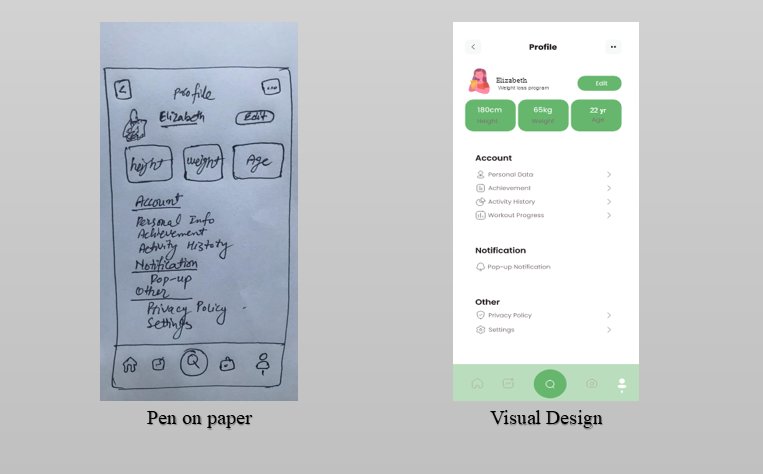 Profile
Elizabeth
Edit
height
weight
Age
Account
Personal Info
Achievement
Activity History
Notification
Pop-up
Other
Privacy Policy
Settings
Pen on paper
Profile
Elizabeth
Weight loss program
Edit
180cm
Height
65kg
Weight
22 yr
Age
Account
Personal Data
Achievement
Activity History
Workout Progress
Notification
Pop-up Notification
Other
Privacy Policy
Settings
Visual Design